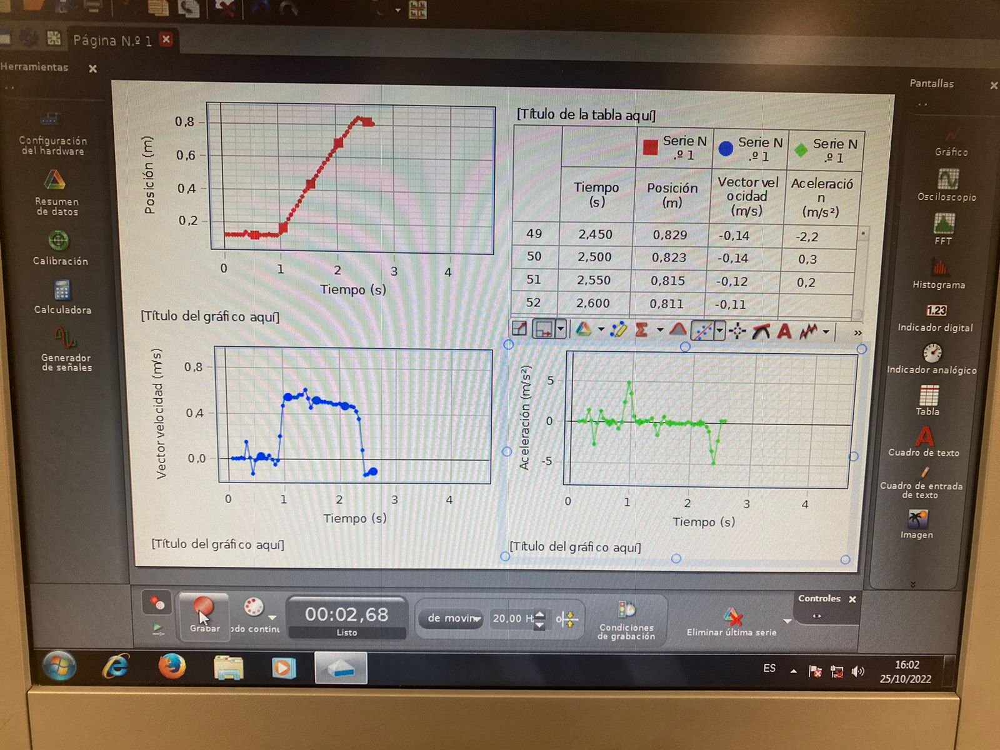 Página N.º 1
Herramientas
Pantallas
Configuración
del hardware
Resumen
de datos
Calibración
Calculadora
Generador
de señales
Posición (m)
0,8
0,6
0,4
0,2
0 1 2 3 4
Tiempo (s)
[Título del gráfico aquí]
[Título de la tabla aquí]
Serie N
.º 1
Serie N
.º 1
Serie N
.º 1
Tiempo
(s)
Posición
(m)
Vector vel
ocidad
(m/s)
Aceleració
n
(m/s²)
49 2,450 0,829 -0,14 -2,2
50 2,500 0,823 -0,14 0,3
51 2,550 0,815 -0,12 0,2
52 2,600 0,811 -0,11
Vector velocidad (m/s)
0,8
0,4
0,0
0 1 2 3 4
Tiempo (s)
[Título del gráfico aquí]
Aceleración (m/s²)
5
0
-5
0 1 2 3 4
Tiempo (s)
[Título del gráfico aquí]
Gráfico
Osciloscopio
FFT
Histograma
1.23
Indicador digital
Indicador analógico
Tabla
A
Cuadro de texto
Cuadro de entrada
de texto
Imagen
Grabar
odo continu
00:02,68
Listo
de movin
20,00 H
Condiciones
de grabación
Eliminar última serie
Controles
ES
16:02
25/10/2022